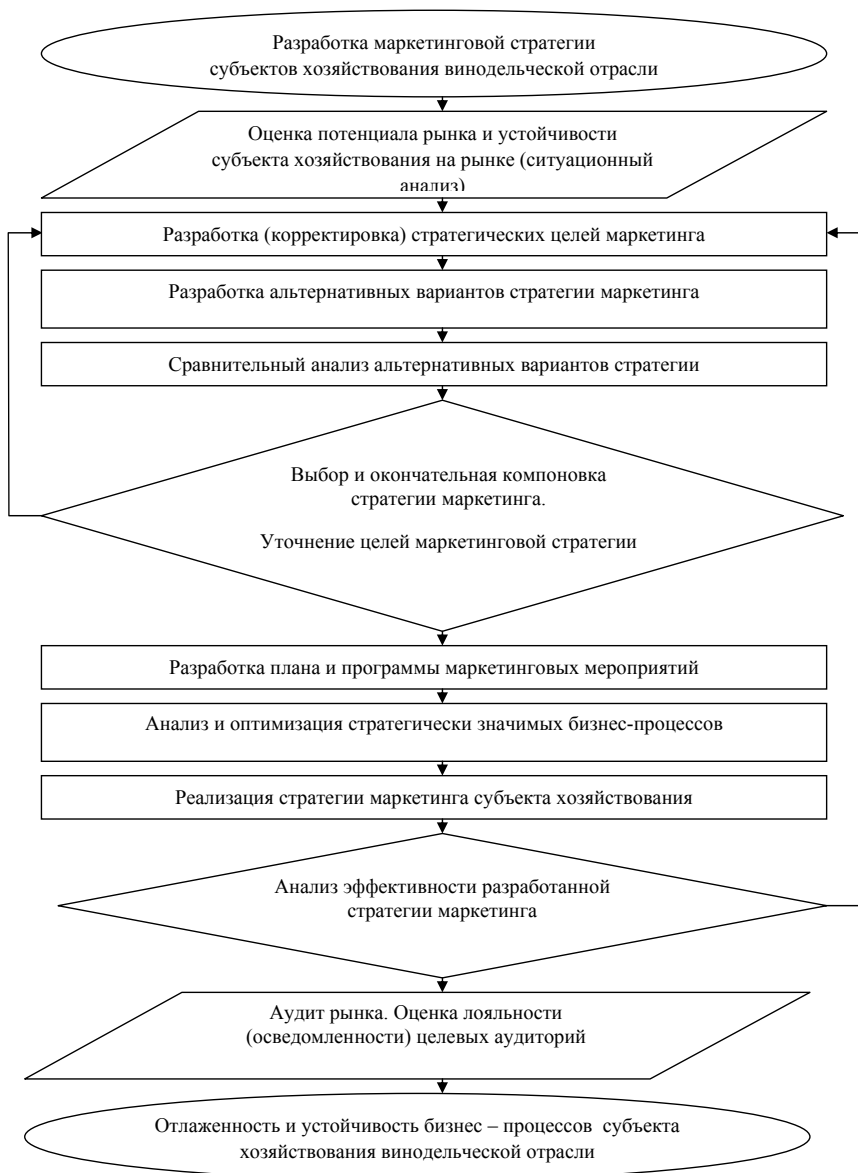 Разработка маркетинговой стратегии
субъектов хозяйствования винодельческой отрасли
Оценка потенциала рынка и устойчивости
субъекта хозяйствования на рынке (ситуационный
анализ)
Разработка (корректировка) стратегических целей маркетинга
Разработка альтернативных вариантов стратегии маркетинга
Сравнительный анализ альтернативных вариантов стратегии
Выбор и окончательная компоновка
стратегии маркетинга.
Уточнение целей маркетинговой стратегии
Разработка плана и программы маркетинговых мероприятий
Анализ и оптимизация стратегически значимых бизнес-процессов
Реализация стратегии маркетинга субъекта хозяйствования
Анализ эффективности разработанной
стратегии маркетинга
Аудит рынка. Оценка лояльности
(осведомленности) целевых аудиторий
Отлаженность и устойчивость бизнес – процессов субъекта
хозяйствования винодельческой отрасли